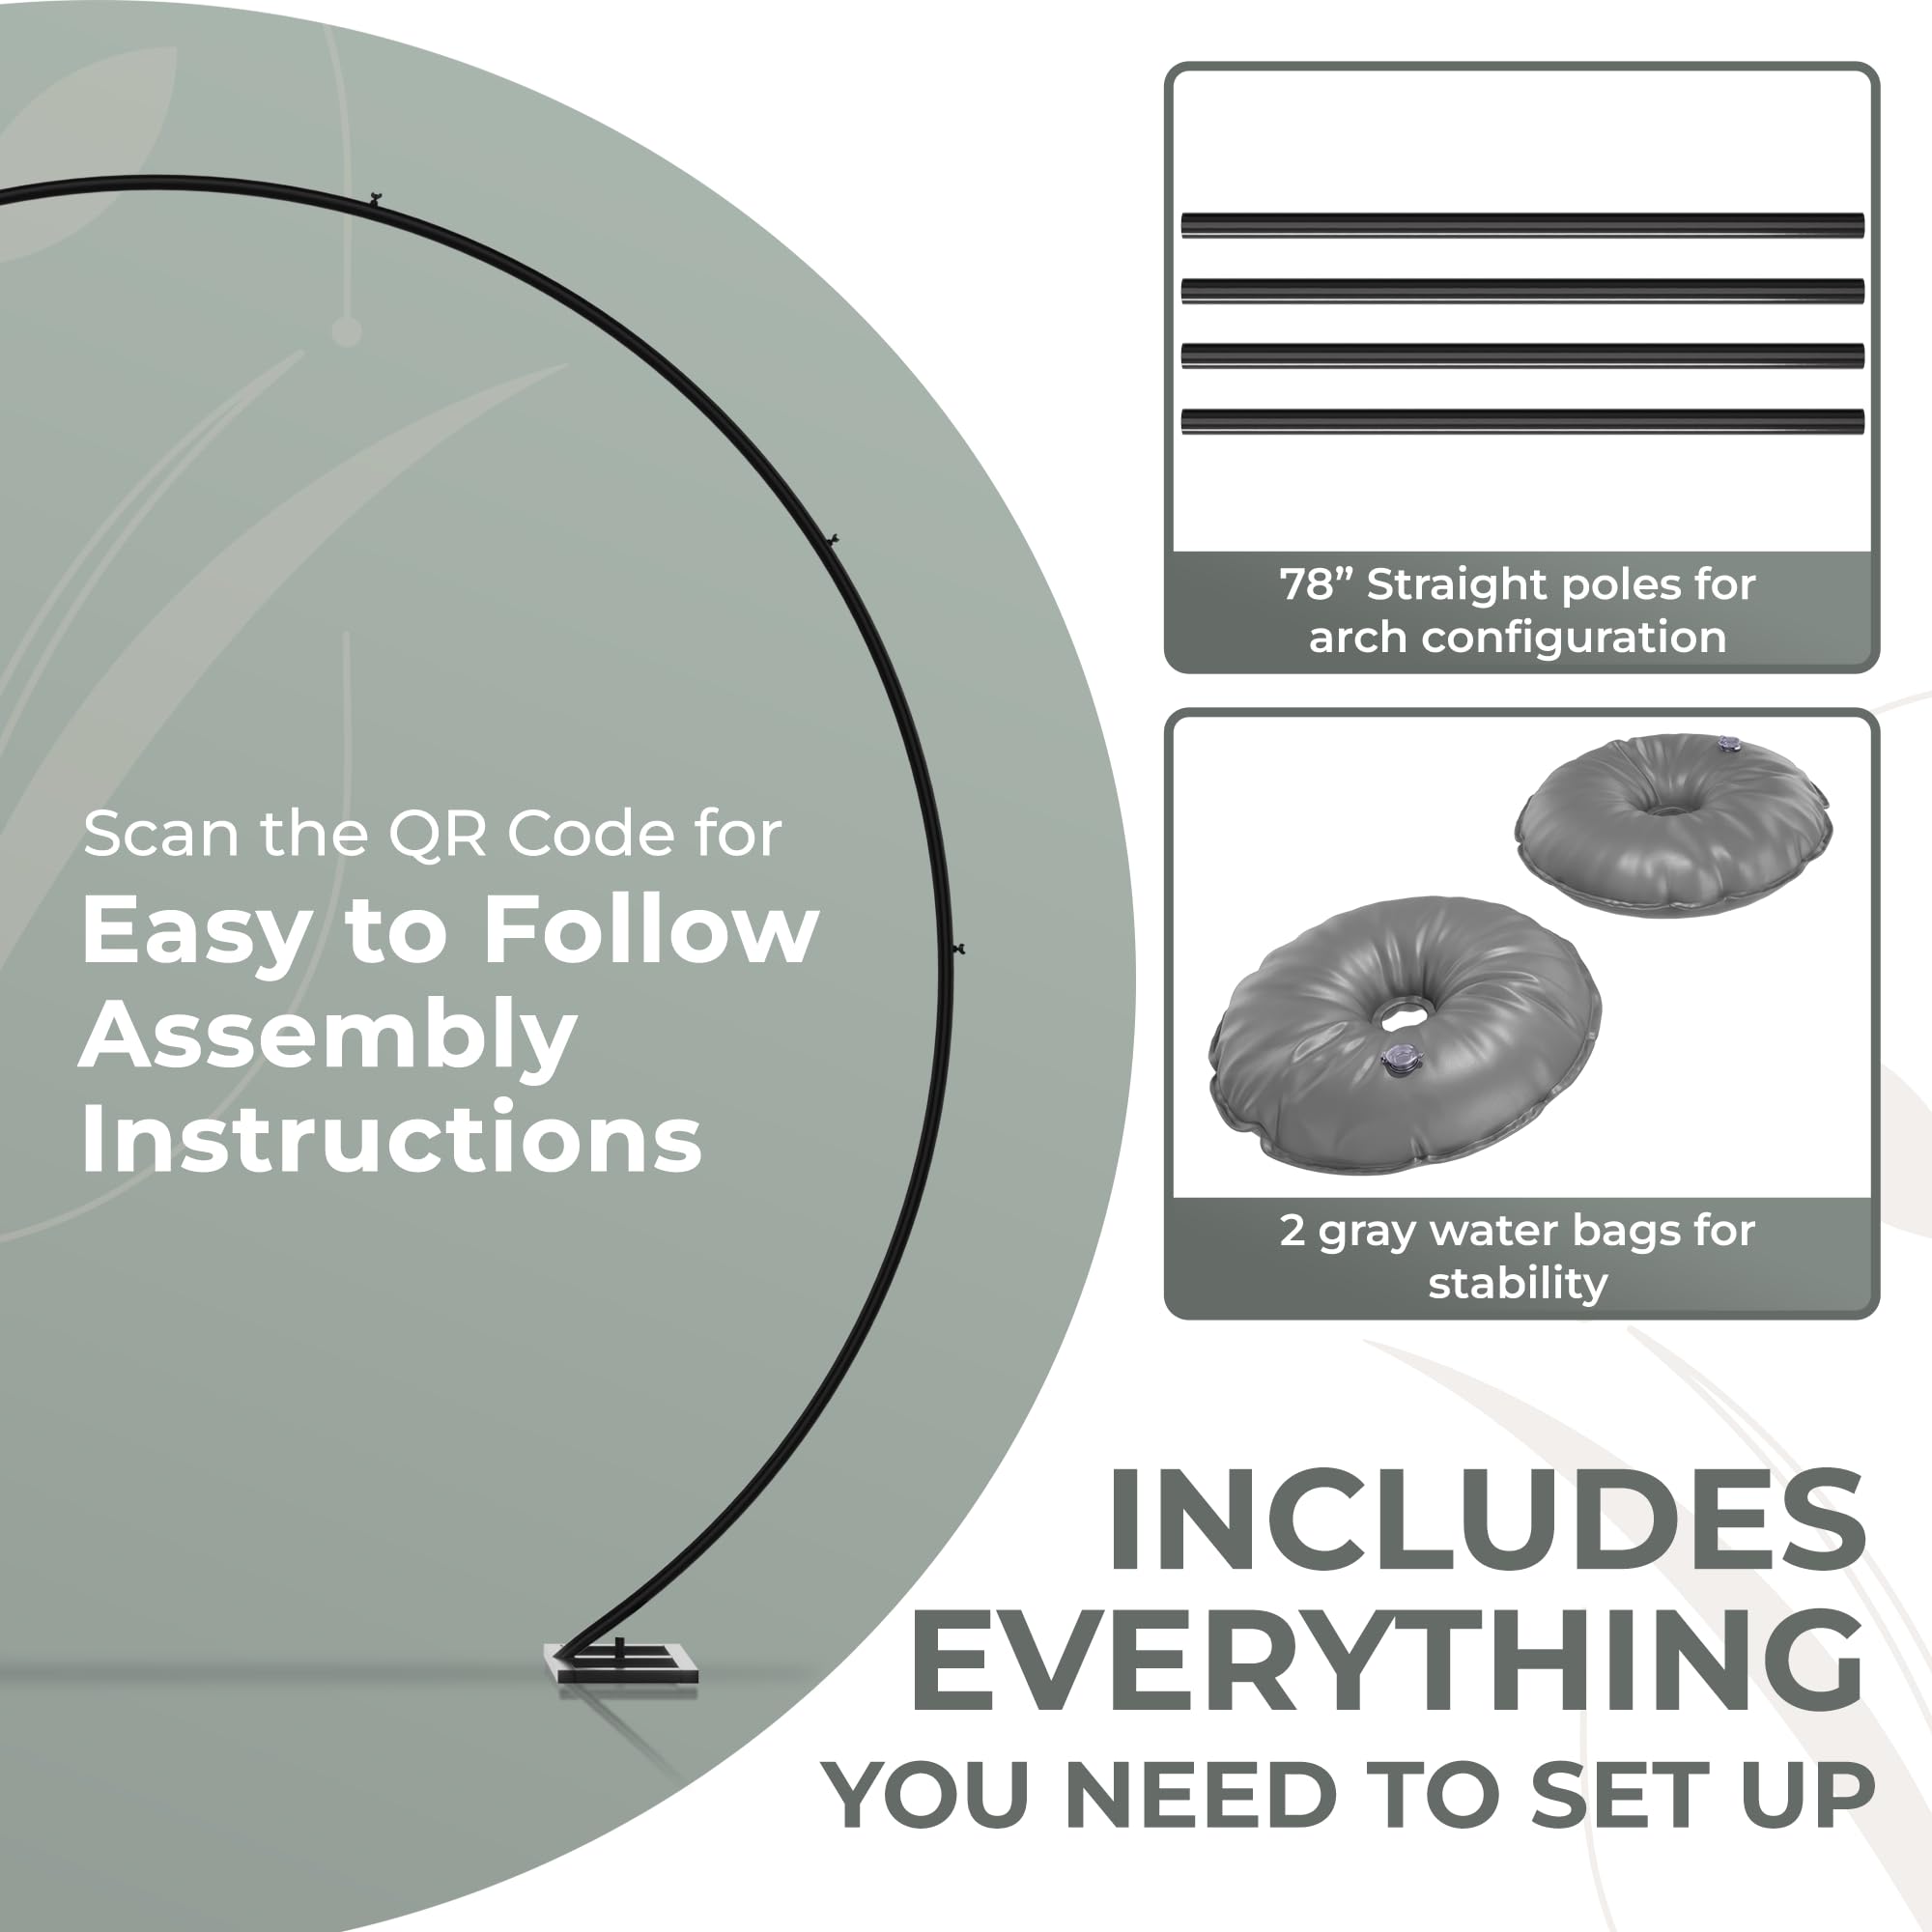 Scan the QR Code for
Easy to Follow
Assembly
Instructions
78” Straight poles for
arch configuration
2 gray water bags for
stability
INCLUDES
EVERYTHING
YOU NEED TO SET UP